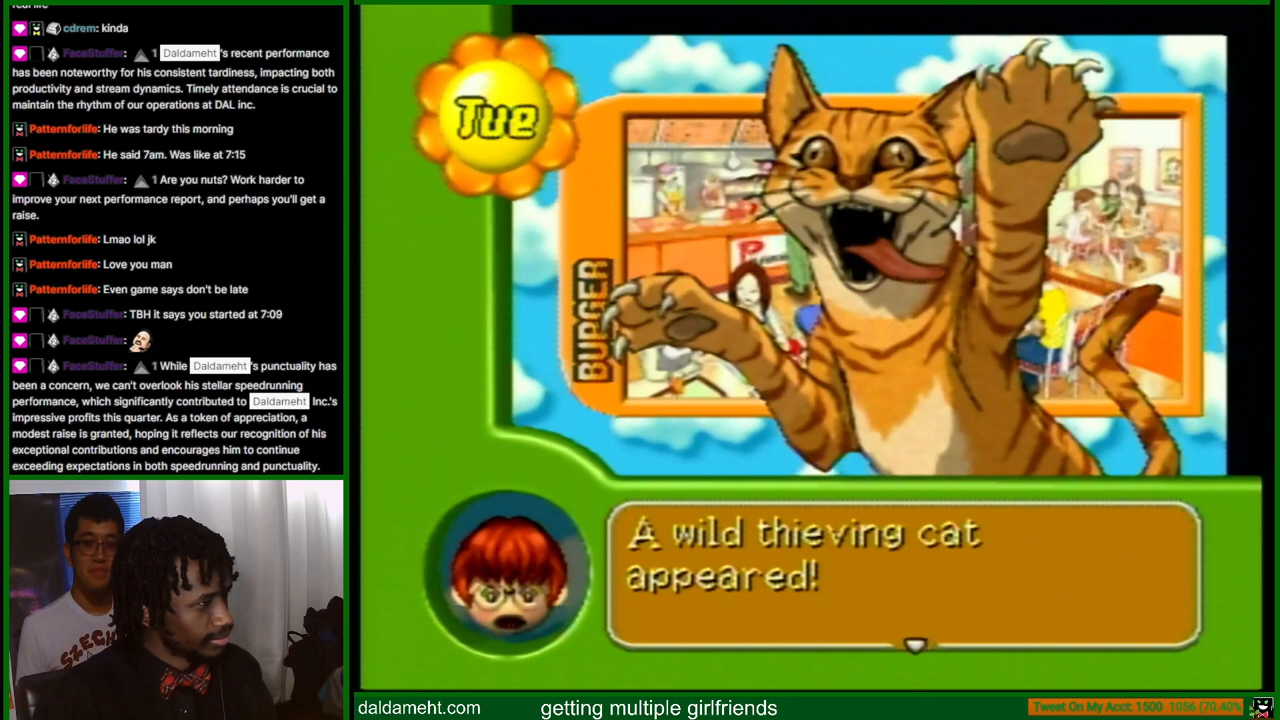 cdrem: kinda
FaceStuffer: 1 Daldameht 's recent performance
has been noteworthy for his consistent tardiness, impacting both
productivity and stream dynamics. Timely attendance is crucial to
maintain the rhythm of our operations at DAL inc.
Patternforlife: He was tardy this morning
Patternforlife: He said 7am. Was like at 7:15
FaceStuffer: 1 Are you nuts? Work harder to
improve your next performance report, and perhaps you'll get a
raise.
Patternforlife: Lmao lol jk
Patternforlife: Love you man
Patternforlife: Even game says don't be late
FaceStuffer: TBH it says you started at 7:09
FaceStuffer:
FaceStuffer: 1 While Daldameht 's punctuality has
been a concern, we can't overlook his stellar speedrunning
performance, which significantly contributed to Daldameht Inc.'s
impressive profits this quarter. As a token of appreciation, a
modest raise is granted, hoping it reflects our recognition of his
exceptional contributions and encourages him to continue
exceeding expectations in both speedrunning and punctuality.
Tue
BURGER
A wild thieving cat
appeared!
daldameht.com
getting multiple girlfriends
Tweet On My Acct: 1500 1056 (70.40%